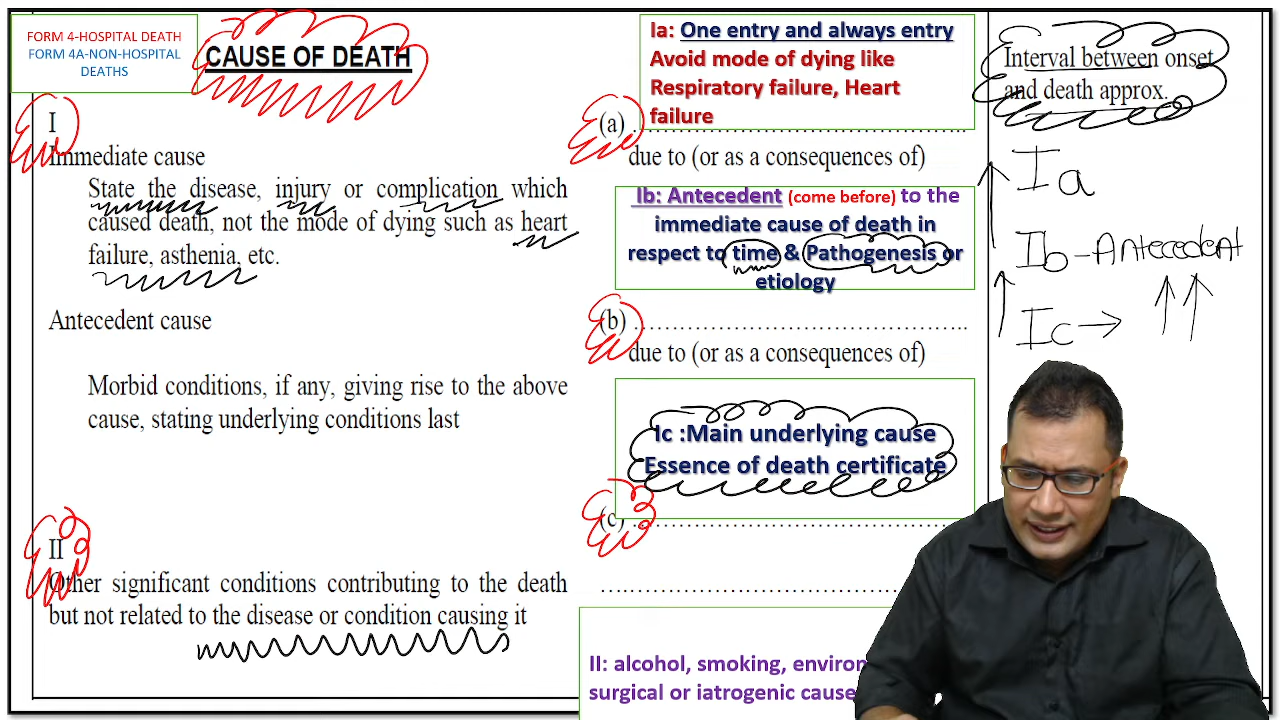 FORM 4-HOSPITAL DEATH
FORM 4A-NON-HOSPITAL
DEATHS
CAUSE OF DEATH
I
Immediate cause
State the disease, injury or complication which
caused death, not the mode of dying such as heart
failure, asthenia, etc.
Antecedent cause
Morbid conditions, if any, giving rise to the above
cause, stating underlying conditions last
II
Other significant conditions contributing to the death
but not related to the disease or condition causing it
Ia: One entry and always entry
Avoid mode of dying like
Respiratory failure, Heart
failure
(a) ........................................................
due to (or as a consequences of)
Ib: Antecedent (come before) to the
immediate cause of death in
respect to time & Pathogenesis or
etiology
(b) ........................................................
due to (or as a consequences of)
Ic :Main underlying cause
Essence of death certificate
(c) ........................................................
II: alcohol, smoking,
surgical or iatrogenic
Interval between onset
and death approx.
Ia
Ib - Antecedent
Ic →